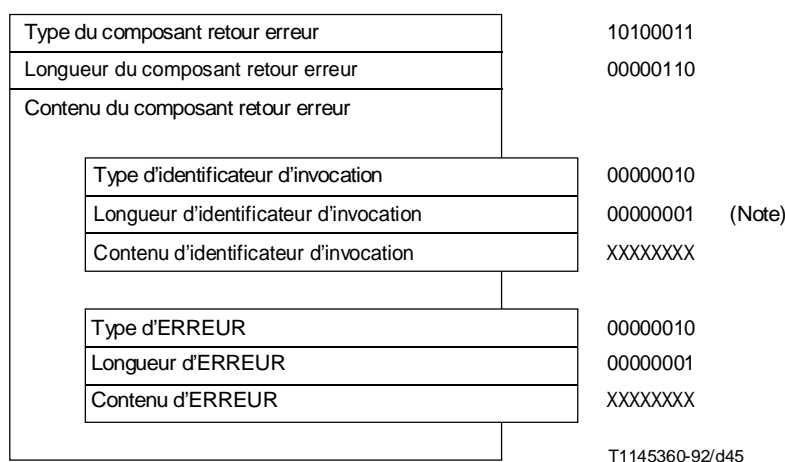 Type du composant retour erreur 10100011
Longueur du composant retour erreur 00000110
Contenu du composant retour erreur
Type d'identificateur d'invocation 00000010
Longueur d'identificateur d'invocation 00000001 (Note)
Contenu d'identificateur d'invocation XXXXXXXX
Type d'ERREUR 00000010
Longueur d'ERREUR 00000001
Contenu d'ERREUR XXXXXXXX
T1145360-92/d45